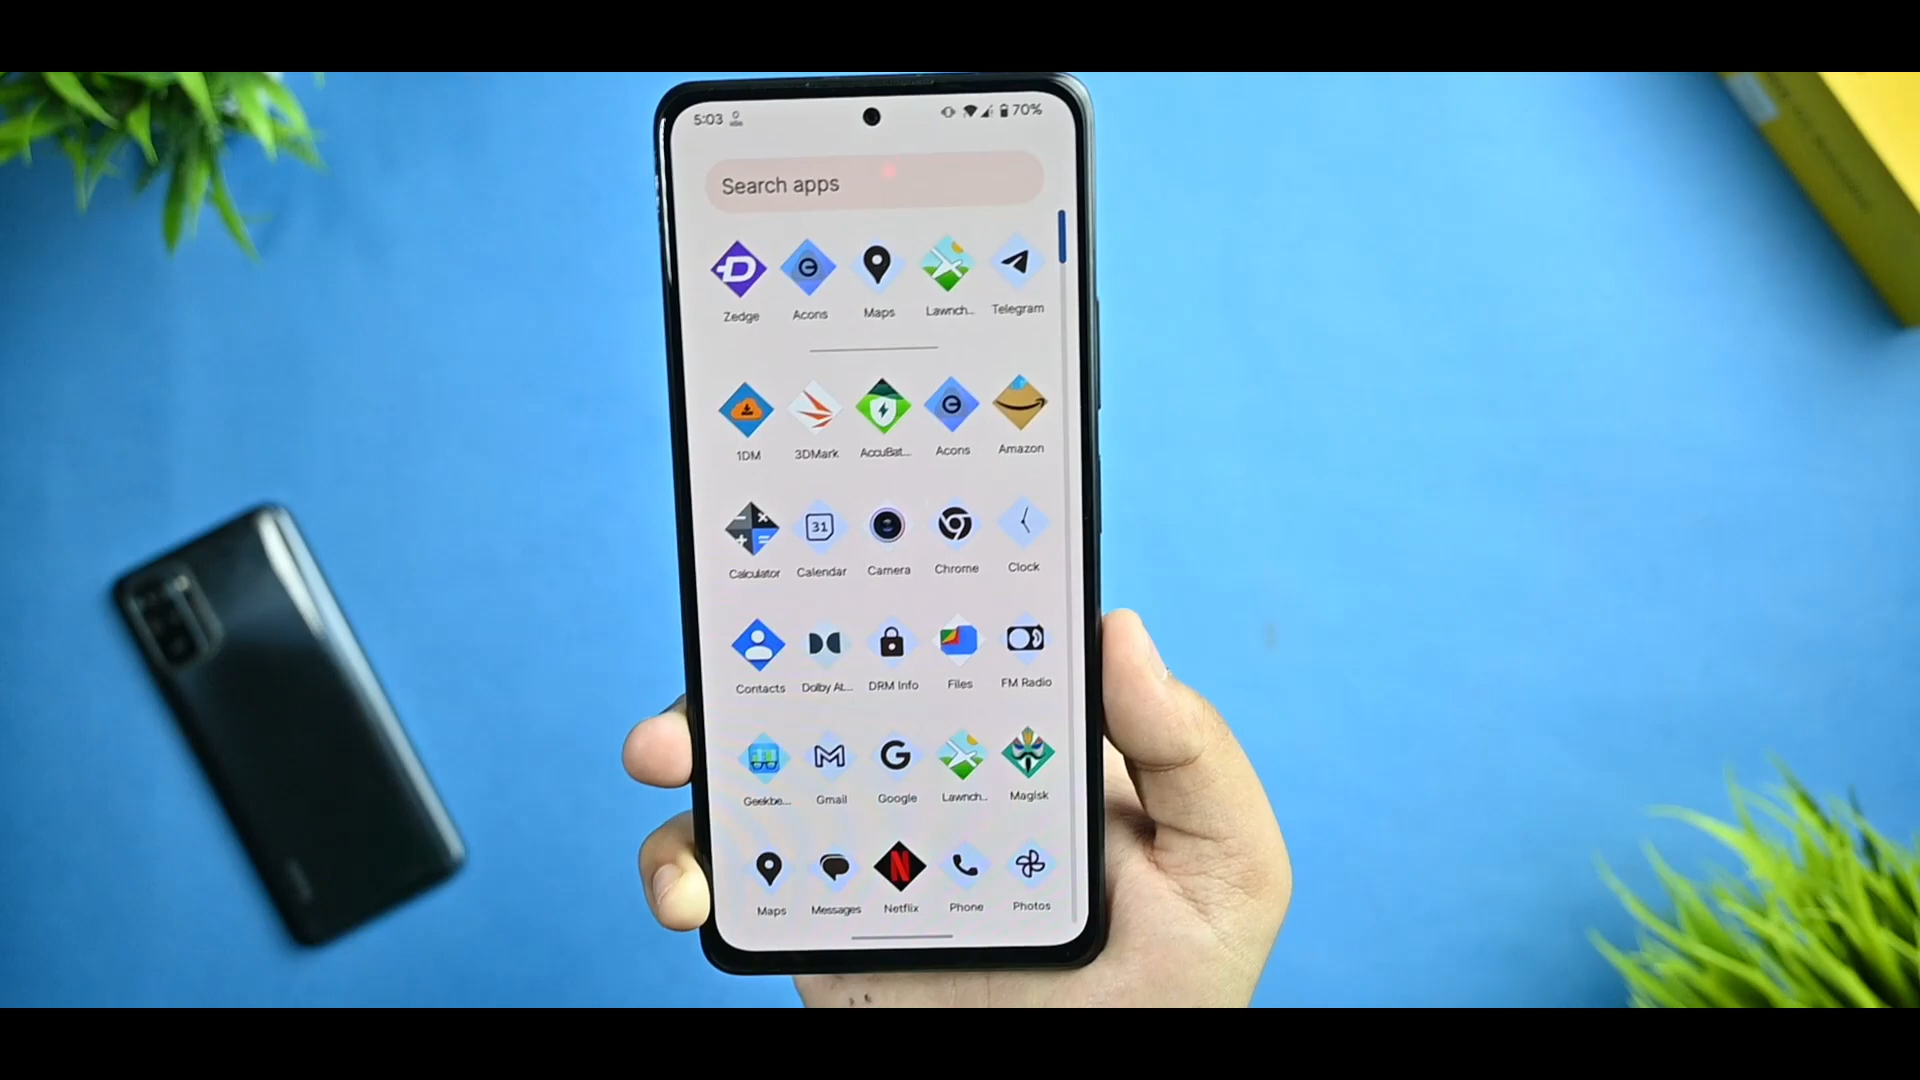 5:03
70%
Search apps
Zedge Acons Maps Lawnch... Telegram
1DM 3DMark AccuBat... Acons Amazon
31
Calculator Calendar Camera Chrome Clock
Contacts Dolby At... DRM Info Files FM Radio
Geekbe... Gmail Google Lawnch... Magisk
Maps Messages Netflix Phone Photos